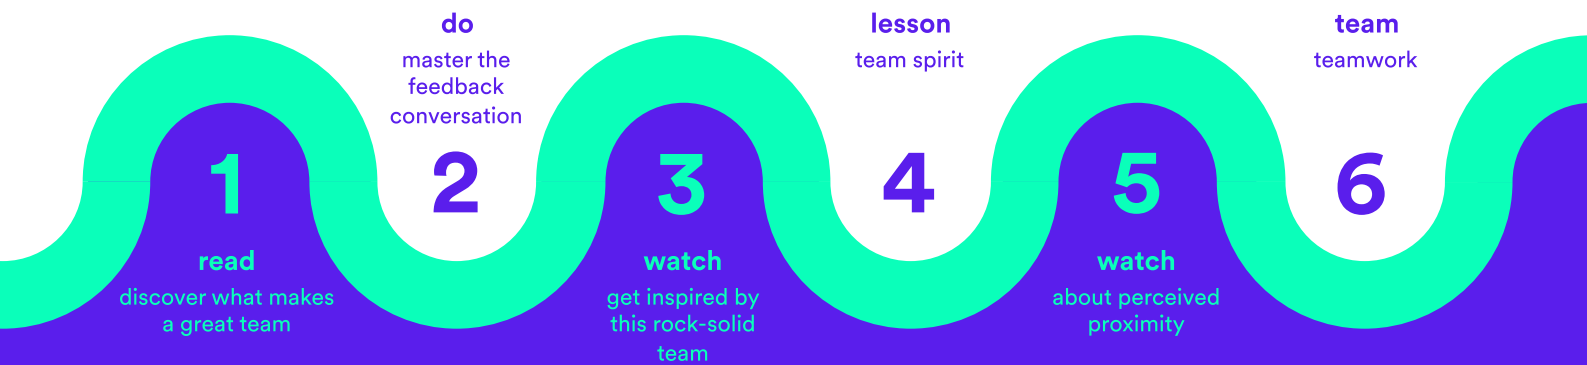 1
read
discover what makes
a great team
do
master the
feedback
conversation
2
3
watch
get inspired by
this rock-solid
team
lesson
team spirit
4
5
watch
about perceived
proximity
team
teamwork
6